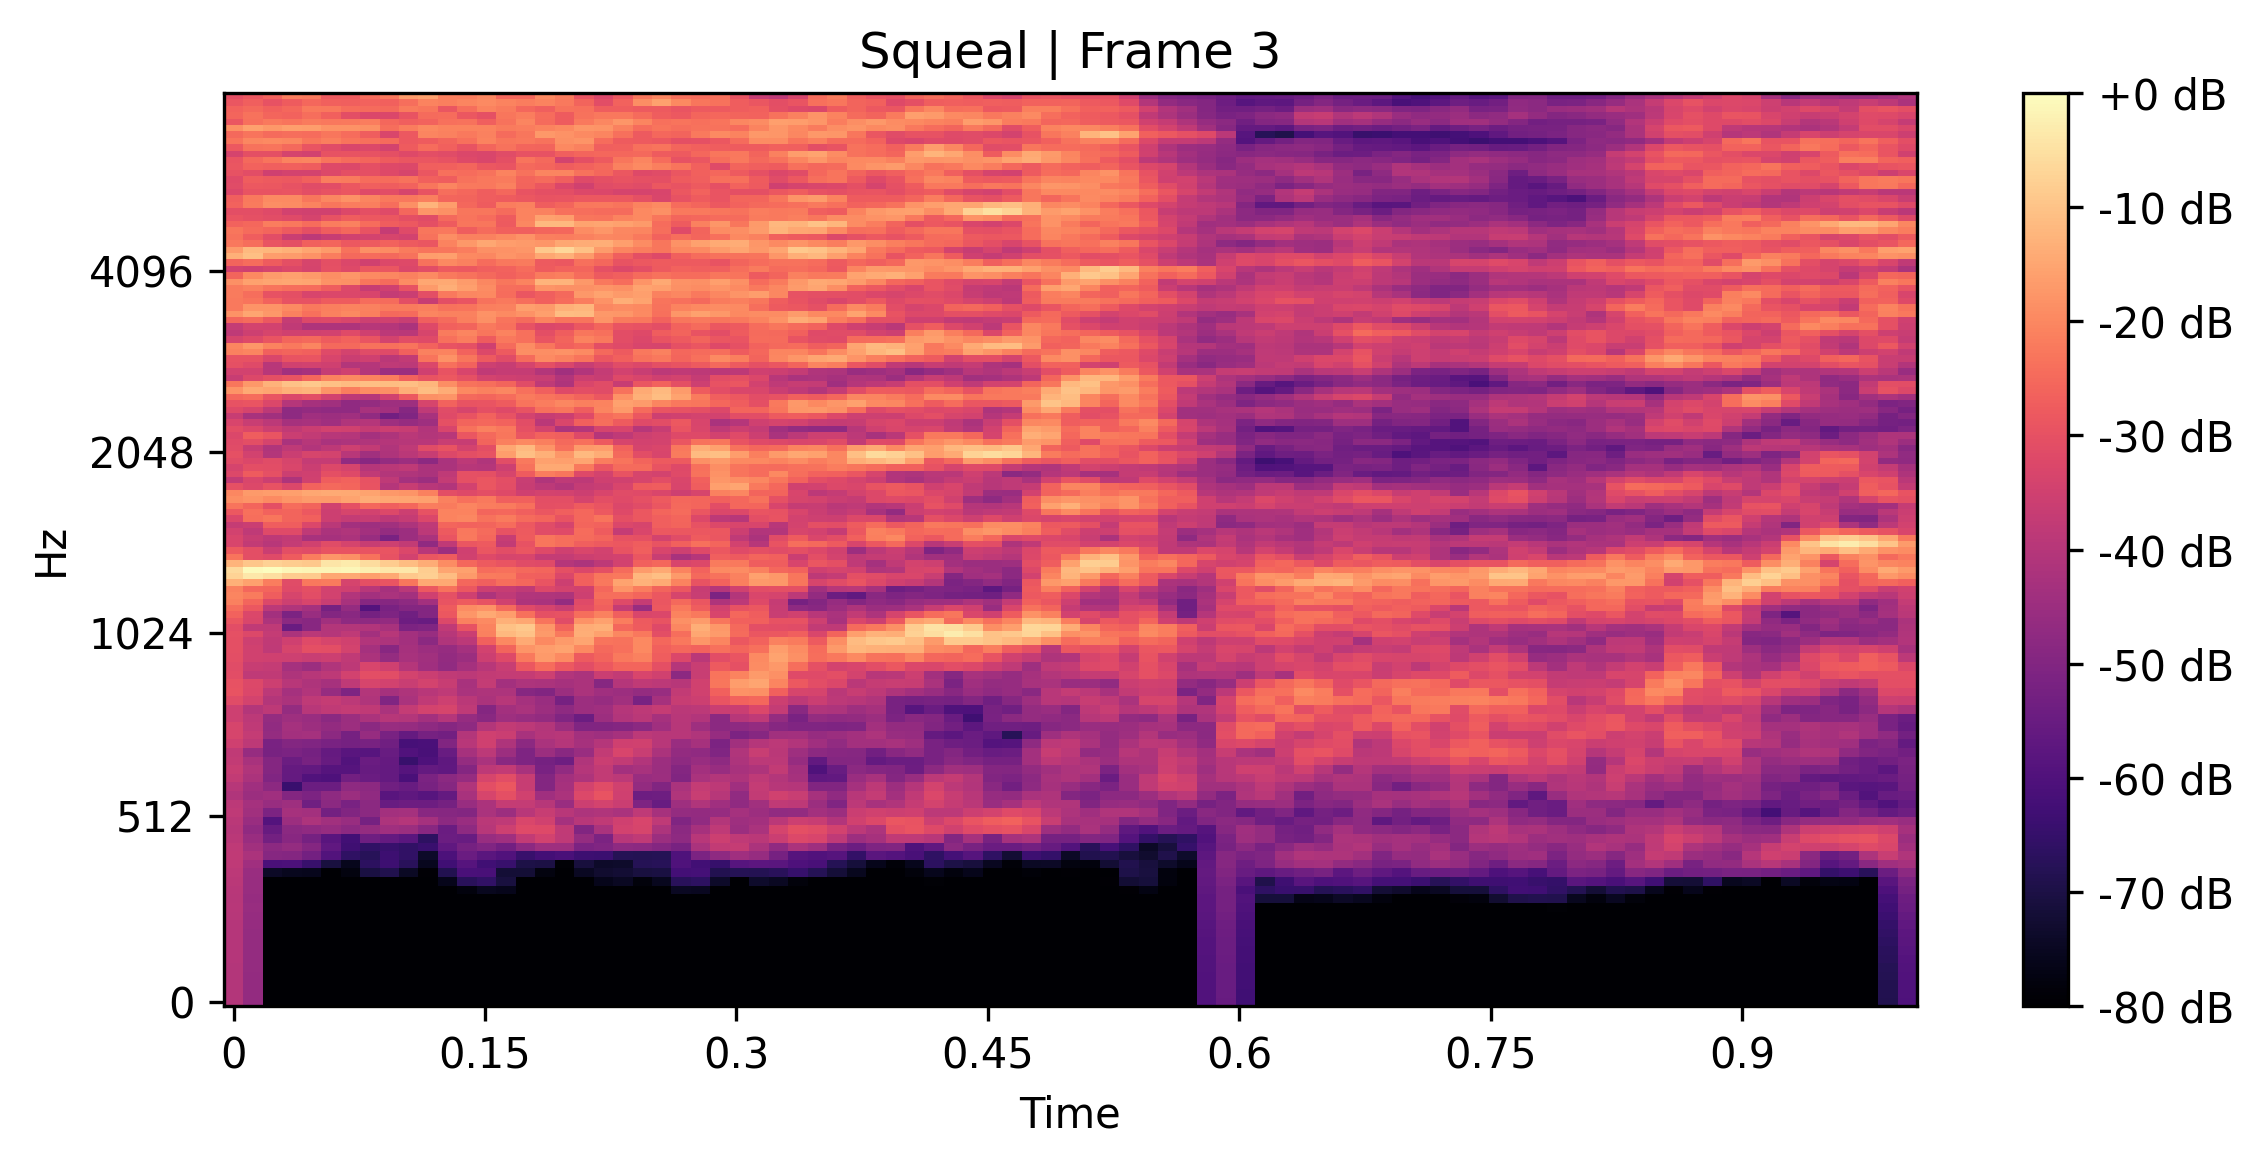 Squeal | Frame 3
+0 dB
-10 dB
-20 dB
-30 dB
-40 dB
-50 dB
-60 dB
-70 dB
-80 dB
Hz
4096
2048
1024
512
0
0 0.15 0.3 0.45 0.6 0.75 0.9
Time